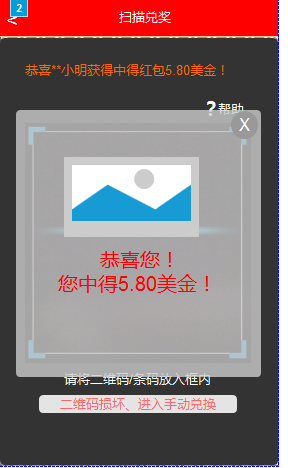 2
<
扫描兑奖
恭喜**小明获得中得红包5.80美金！
?帮助
X
恭喜您！
您中得5.80美金！
请将二维码/条码放入框内
二维码损坏、进入手动兑换